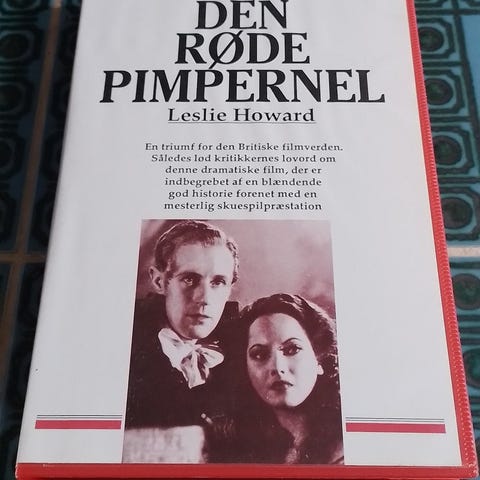 DEN
RØDE
PIMPERNEL
Leslie Howard
En triumf for den Britiske filmverden.
Således lød kritikkernes lovord om
denne dramatiske film, der er
indbegrebet af en blændende
god historie forenet med en
mesterlig skuespilpræstation